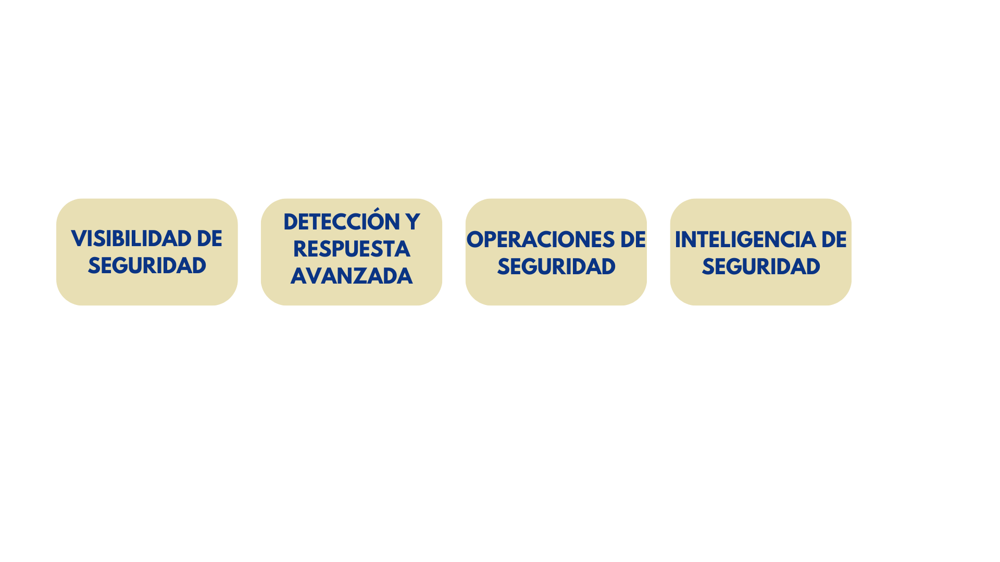 VISIBILIDAD DE
SEGURIDAD
DETECCIÓN Y
RESPUESTA
AVANZADA
OPERACIONES DE
SEGURIDAD
INTELIGENCIA DE
SEGURIDAD